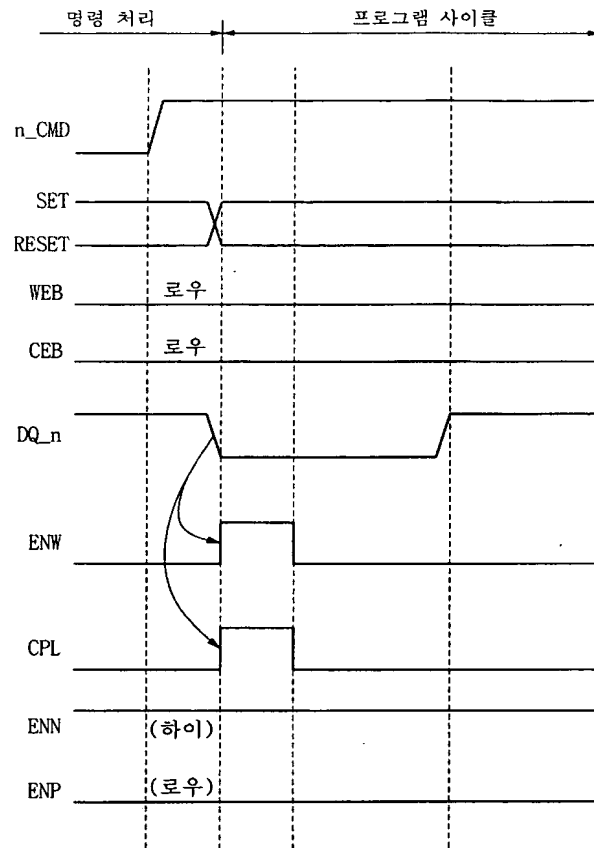 명령 처리 프로그램 사이클
n_CMD
SET
RESET
WEB 로우
CEB 로우
DQ_n
ENW
CPL
ENN (하이)
ENP (로우)